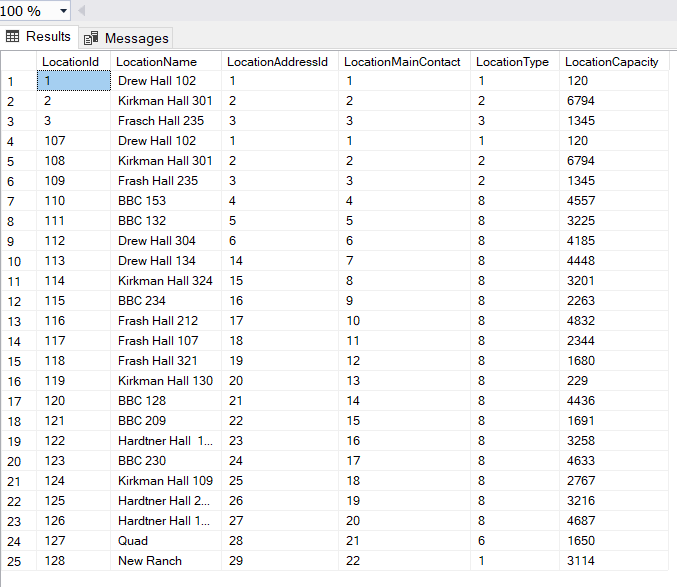 100 %
Results Messages
LocationId LocationName LocationAddressId LocationMainContact LocationType LocationCapacity
1 1 Drew Hall 102 1 1 1 120
2 2 Kirkman Hall 301 2 2 2 6794
3 3 Frasch Hall 235 3 3 3 1345
4 107 Drew Hall 102 1 1 1 120
5 108 Kirkman Hall 301 2 2 2 6794
6 109 Frash Hall 235 3 3 2 1345
7 110 BBC 153 4 4 8 4557
8 111 BBC 132 5 5 8 3225
9 112 Drew Hall 304 6 6 8 4185
10 113 Drew Hall 134 14 7 8 4448
11 114 Kirkman Hall 324 15 8 8 3201
12 115 BBC 234 16 9 8 2263
13 116 Frash Hall 212 17 10 8 4832
14 117 Frash Hall 107 18 11 8 2344
15 118 Frash Hall 321 19 12 8 1680
16 119 Kirkman Hall 130 20 13 8 229
17 120 BBC 128 21 14 8 4436
18 121 BBC 209 22 15 8 1691
19 122 Hardtner Hall 1... 23 16 8 3258
20 123 BBC 230 24 17 8 4633
21 124 Kirkman Hall 109 25 18 8 2767
22 125 Hardtner Hall 2... 26 19 8 3216
23 126 Hardtner Hall 1... 27 20 8 4687
24 127 Quad 28 21 6 1650
25 128 New Ranch 29 22 1 3114